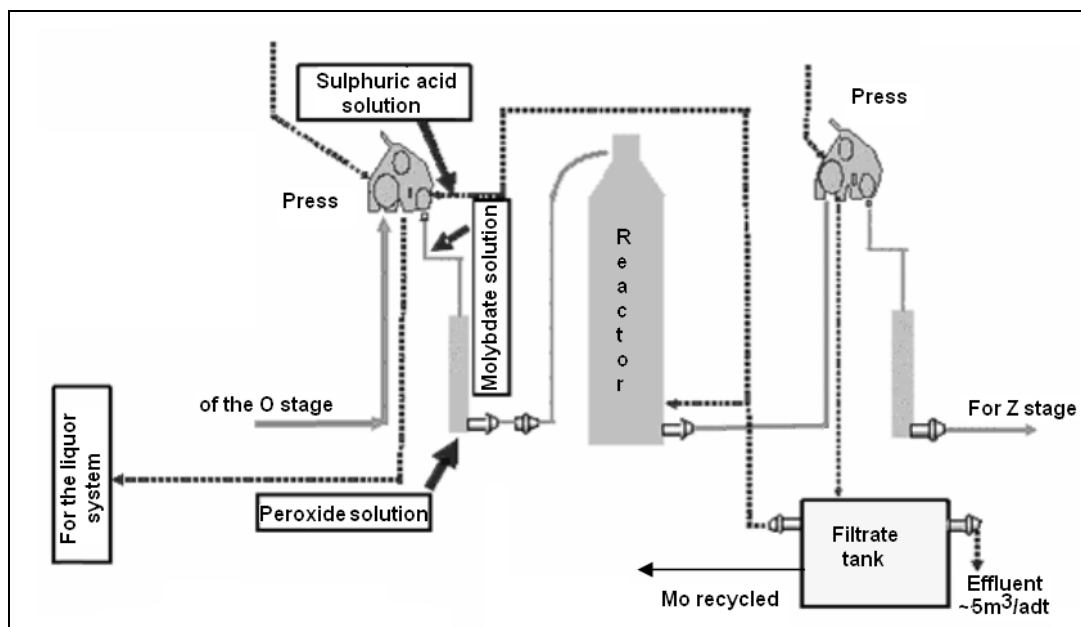 Sulphuric acid
solution
Press
Press
Molybdate solution
Reactor
of the O stage
For Z stage
For the liquor
system
Peroxide solution
Filtrate
tank
Mo recycled
Effluent
~5m³/adt